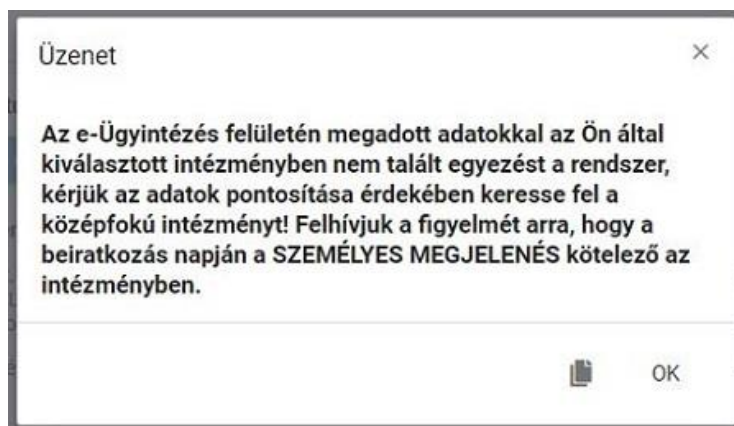 Üzenet
Az e-Ügyintézés felületén megadott adatokkal az Ön által
kiválasztott intézményben nem talált egyezést a rendszer,
kérjük az adatok pontosítása érdekében keresse fel a
középfokú intézményt! Felhívjuk a figyelmét arra, hogy a
beiratkozás napján a SZEMÉLYES MEGJELENÉS kötelező az
intézményben.
OK